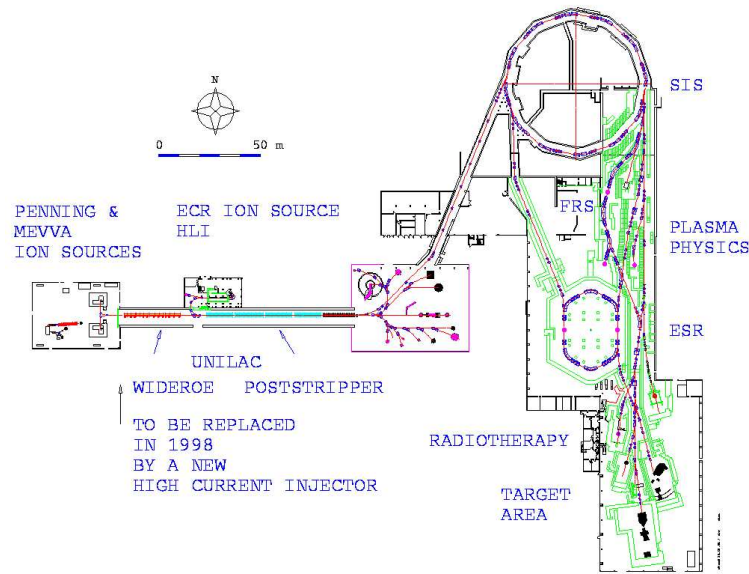 N
0 50 m
SIS
PENNING &
MEVVA
ION SOURCES
ECR ION SOURCE
HLI
FRS
PLASMA
PHYSICS
ESR
UNILAC
WIDEROE POSTSTRIPPER
TO BE REPLACED
IN 1998
BY A NEW
HIGH CURRENT INJECTOR
RADIOTHERAPY
TARGET
AREA